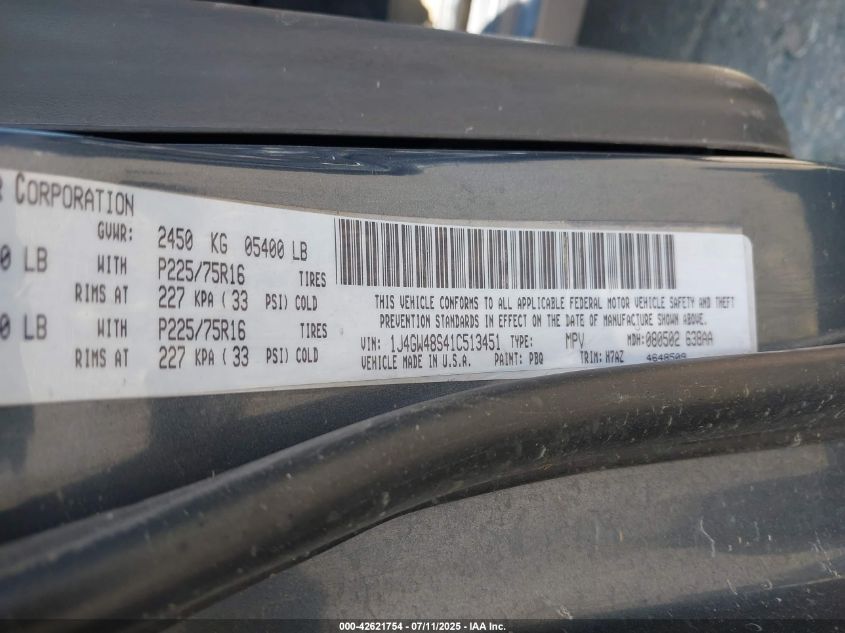 R CORPORATION
GVWR: 2450 KG 05400 LB
0 LB WITH P225/75R16 TIRES
RIMS AT 227 KPA ( 33 PSI) COLD
0 LB WITH P225/75R16 TIRES
RIMS AT 227 KPA ( 33 PSI) COLD
THIS VEHICLE CONFORMS TO ALL APPLICABLE FEDERAL MOTOR VEHICLE SAFETY AND THEFT
PREVENTION STANDARDS IN EFFECT ON THE DATE OF MANUFACTURE SHOWN ABOVE.
VIN: 1J4GW48S41C513451 TYPE: MPV MDH:080502 638AA
VEHICLE MADE IN U.S.A. PAINT: PBQ TRIM: H7AZ 4648509
000-42621754 - 07/11/2025 - IAA Inc.